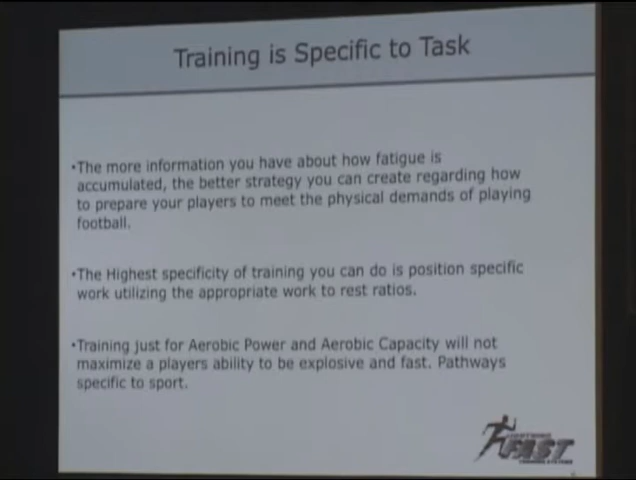 Training is Specific to Task
•The more information you have about how fatigue is
accumulated, the better strategy you can create regarding how
to prepare your players to meet the physical demands of playing
football.
•The Highest specificity of training you can do is position specific
work utilizing the appropriate work to rest ratios.
•Training just for Aerobic Power and Aerobic Capacity will not
maximize a players ability to be explosive and fast. Pathways
specific to sport.
FAST